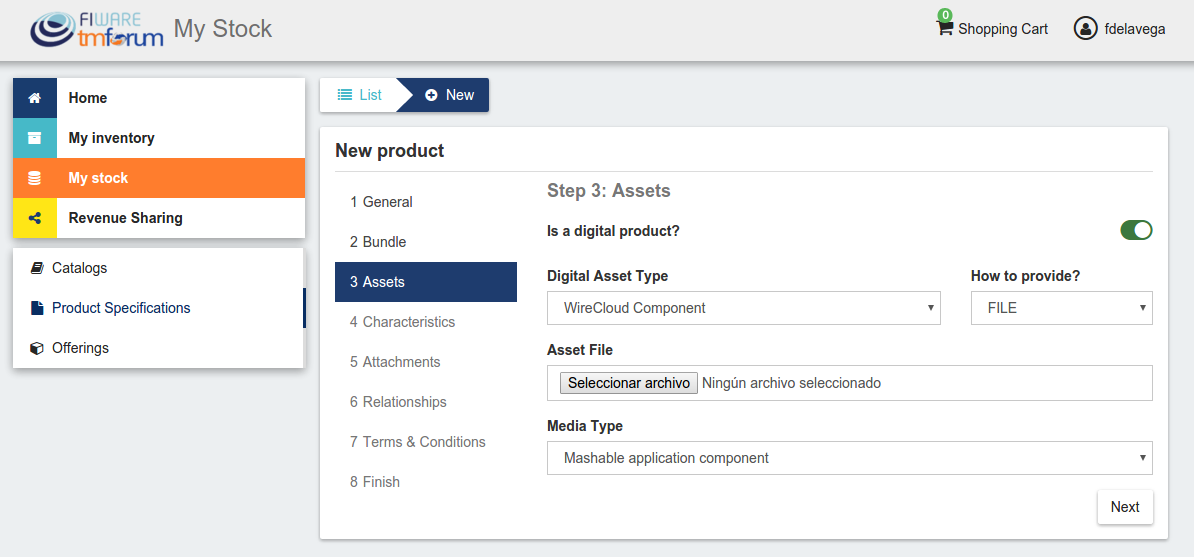 FIWARE
tmforum
My Stock
0
Shopping Cart
fdelavega
Home
My inventory
My stock
Revenue Sharing
Catalogs
Product Specifications
Offerings
List
New
New product
1 General
2 Bundle
3 Assets
4 Characteristics
5 Attachments
6 Relationships
7 Terms & Conditions
8 Finish
Step 3: Assets
Is a digital product?
Digital Asset Type
How to provide?
WireCloud Component
FILE
Asset File
Seleccionar archivo Ningún archivo seleccionado
Media Type
Mashable application component
Next